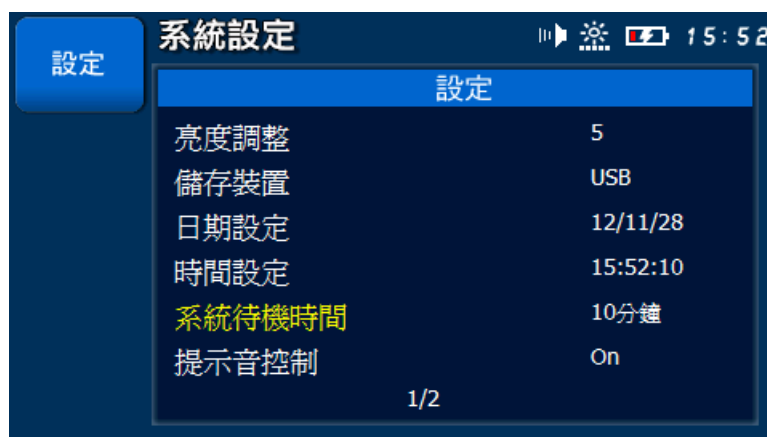 設定
系統設定
15:52
設定
亮度調整 5
儲存裝置 USB
日期設定 12/11/28
時間設定 15:52:10
系統待機時間 10分鐘
提示音控制 On
1/2